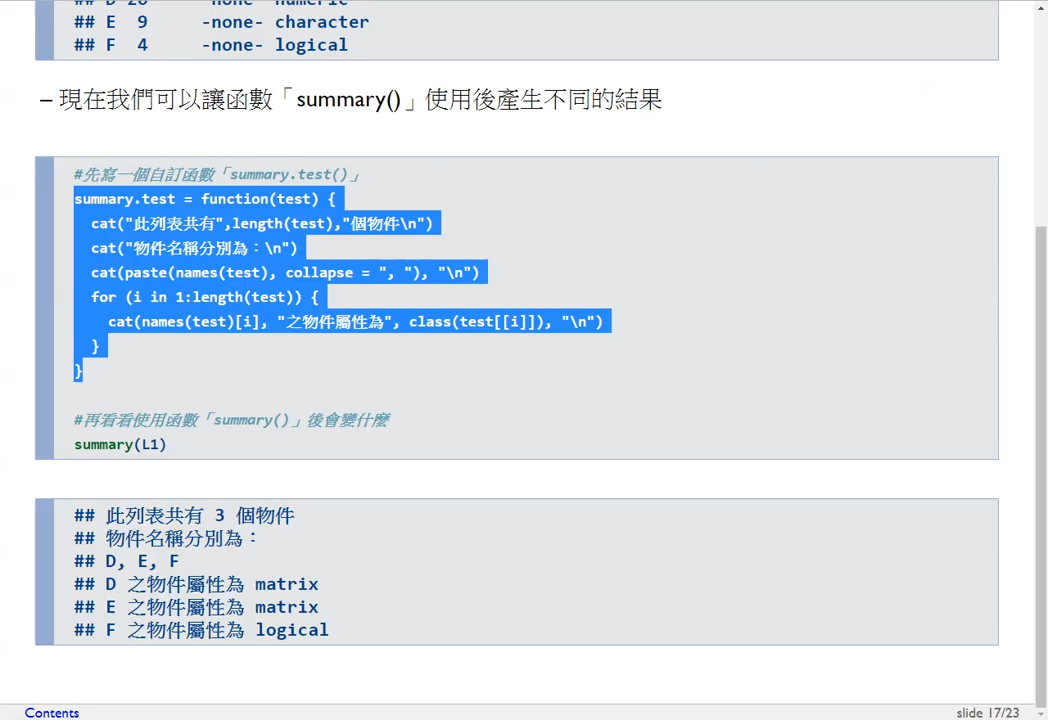 ## E  9     -none- character
## F  4     -none- logical
– 現在我們可以讓函數「summary()」使用後產生不同的結果
#先寫一個自訂函數「summary.test()」
summary.test = function(test) {
  cat("此列表共有",length(test),"個物件\n")
  cat("物件名稱分別為：\n")
  cat(paste(names(test), collapse = ", "), "\n")
  for (i in 1:length(test)) {
    cat(names(test)[i], "之物件屬性為", class(test[[i]]), "\n")
  }
}
#再看看使用函數「summary()」後會變什麼
summary(L1)
## 此列表共有 3 個物件
## 物件名稱分別為：
## D, E, F
## D 之物件屬性為 matrix
## E 之物件屬性為 matrix
## F 之物件屬性為 logical
Contents
slide 17/23